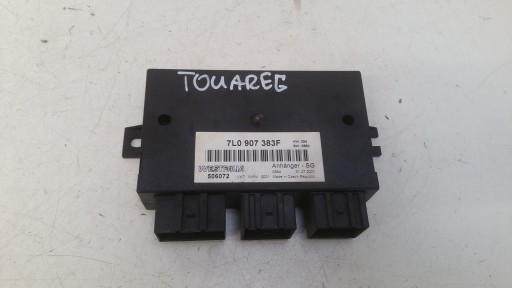 TOUAREG
7L0 907 383F
WESTFALIA
506072
Anhänger - SG
Made in Czech Republic